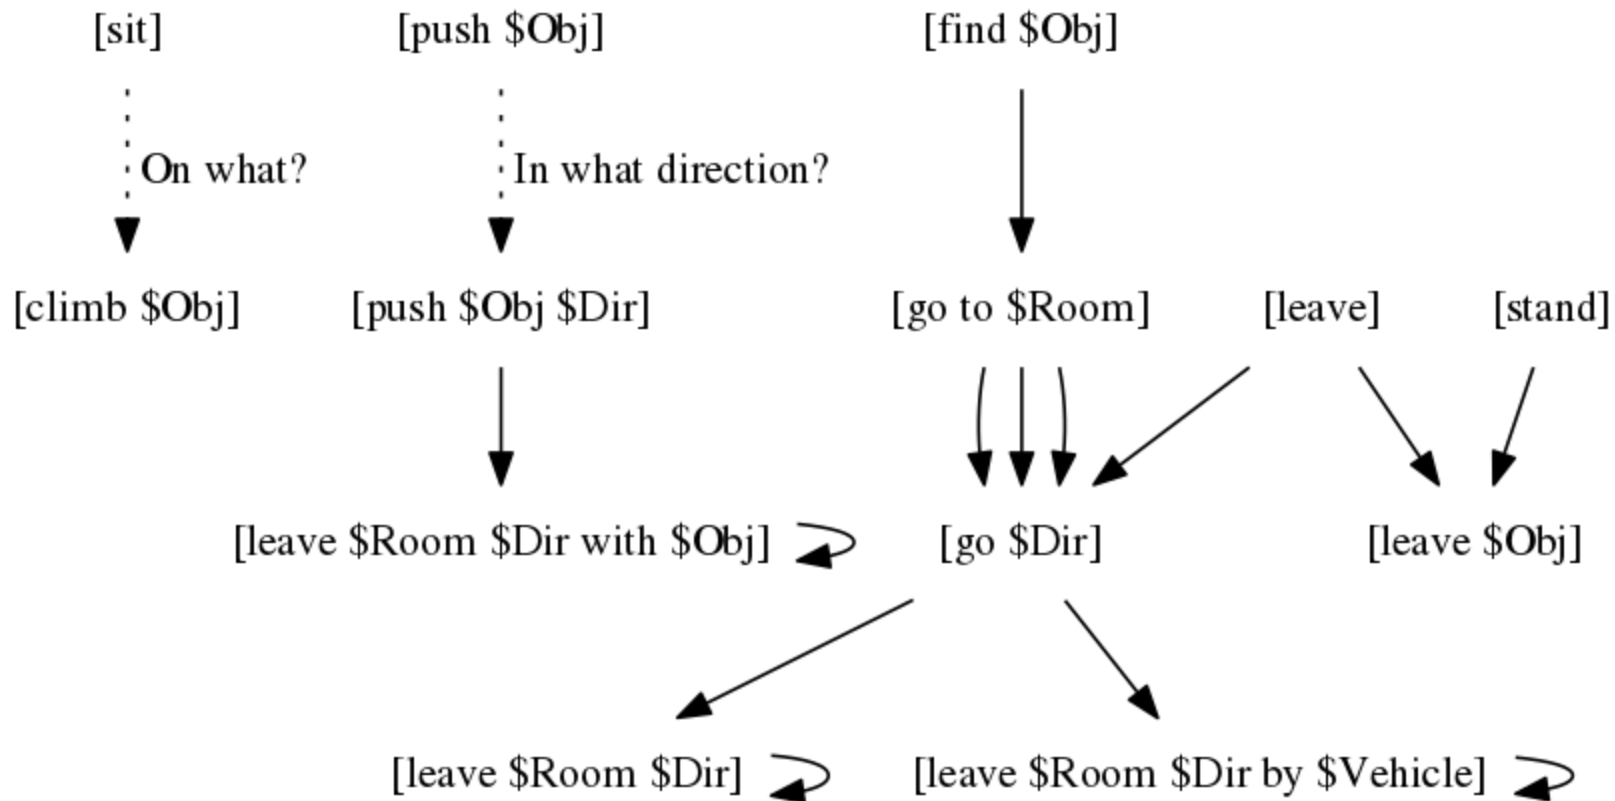 [sit] [push $Obj] [find $Obj]
On what? In what direction?
[climb $Obj] [push $Obj $Dir] [go to $Room] [leave] [stand]
[leave $Room $Dir with $Obj] [go $Dir] [leave $Obj]
[leave $Room $Dir] [leave $Room $Dir by $Vehicle]